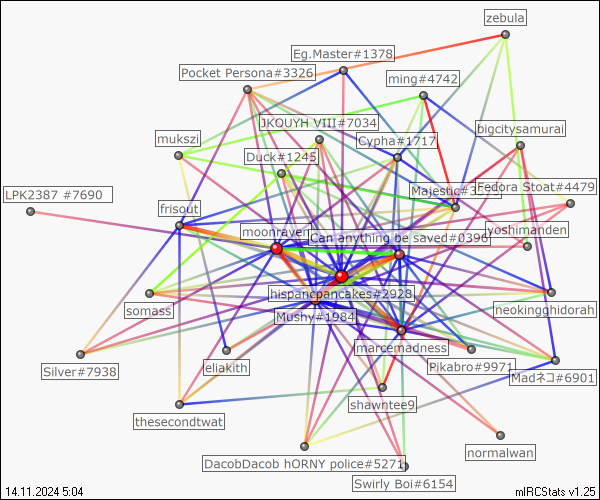 zebula
Eg.Master#1378
Pocket Persona#3326
ming#4742
JKQUYH VIII#7034
bigcitysamurai
mukszi
Cypha#1717
Duck#1245
LPK2387 #7690
Majestic#3
Fedora Stoat#4479
frisout
moonraven
Can anything be saved#0396
yoshimanden
hispanicpancakes#2928
somass
Mushy#1984
neokingghidorah
marcemadness
Silver#7938
eliakith
Pikabro#9971
Madネコ#6901
shawntee9
thesecondtwat
normalwan
DacobDacob hORNY police#5271
Swirly Boi#6154
14.11.2024 5:04
mIRCStats v1.25